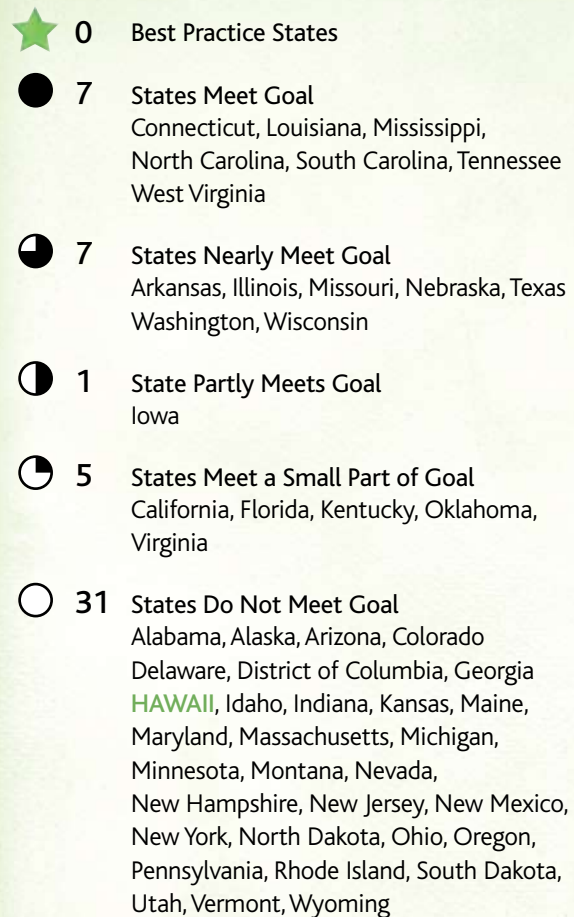 0 Best Practice States
7 States Meet Goal
Connecticut, Louisiana, Mississippi,
North Carolina, South Carolina, Tennessee
West Virginia
7 States Nearly Meet Goal
Arkansas, Illinois, Missouri, Nebraska, Texas
Washington, Wisconsin
1 State Partly Meets Goal
Iowa
5 States Meet a Small Part of Goal
California, Florida, Kentucky, Oklahoma,
Virginia
31 States Do Not Meet Goal
Alabama, Alaska, Arizona, Colorado
Delaware, District of Columbia, Georgia
HAWAII, Idaho, Indiana, Kansas, Maine,
Maryland, Massachusetts, Michigan,
Minnesota, Montana, Nevada,
New Hampshire, New Jersey, New Mexico,
New York, North Dakota, Ohio, Oregon,
Pennsylvania, Rhode Island, South Dakota,
Utah, Vermont, Wyoming